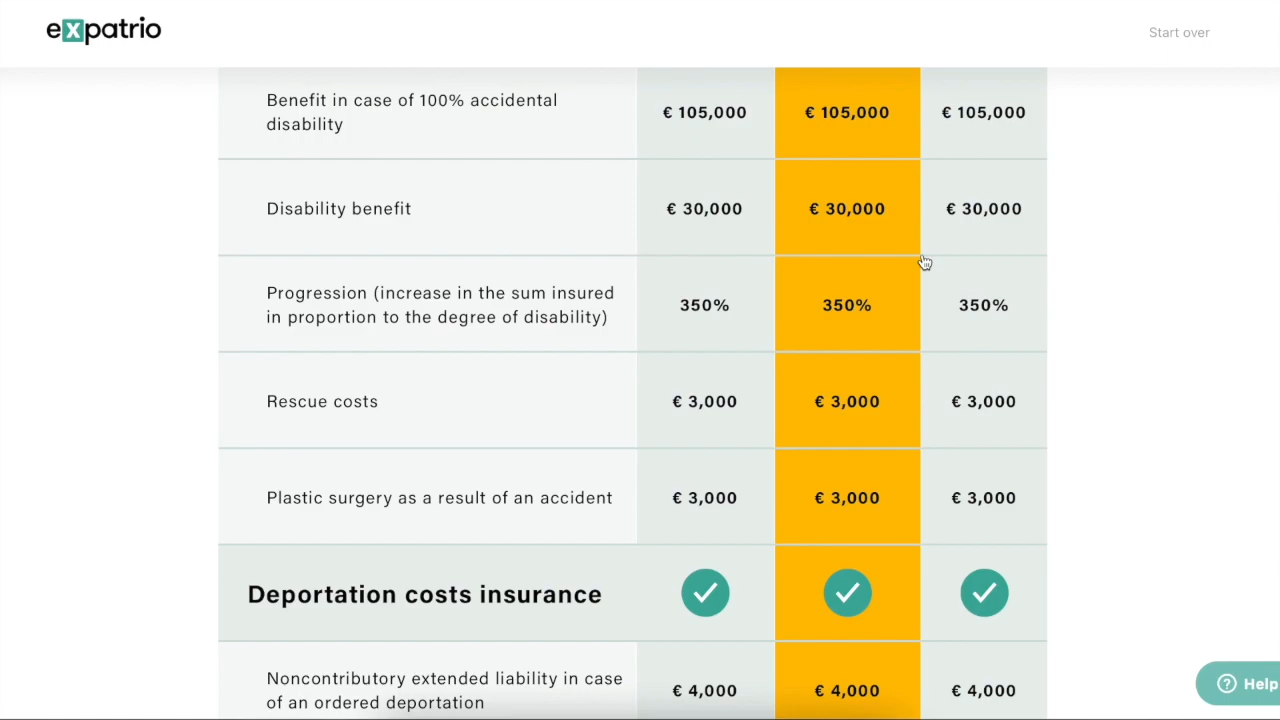 expatrio
Start over
Benefit in case of 100% accidental
disability
€ 105,000
€ 105,000
€ 105,000
Disability benefit
€ 30,000
€ 30,000
€ 30,000
Progression (increase in the sum insured
in proportion to the degree of disability)
350%
350%
350%
Rescue costs
€ 3,000
€ 3,000
€ 3,000
Plastic surgery as a result of an accident
€ 3,000
€ 3,000
€ 3,000
Deportation costs insurance
Noncontributory extended liability in case
of an ordered deportation
€ 4,000
€ 4,000
€ 4,000
Help